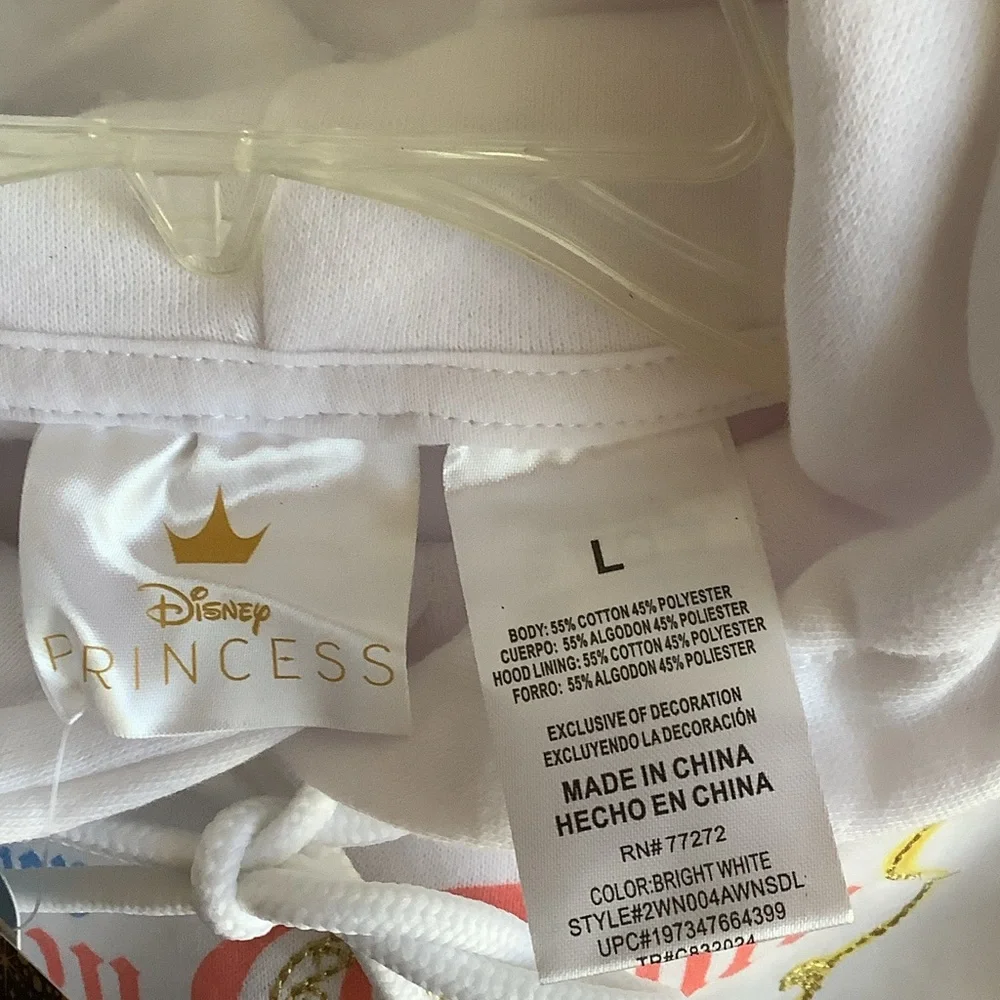 Disney
PRINCESS
L
BODY: 55% COTTON 45% POLYESTER
CUERPO: 55% ALGODON 45% POLIESTER
HOOD LINING: 55% COTTON 45% POLYESTER
FORRO: 55% ALGODON 45% POLIESTER
EXCLUSIVE OF DECORATION
EXCLUYENDO LA DECORACIÓN
MADE IN CHINA
HECHO EN CHINA
RN# 77272
COLOR:BRIGHT WHITE
STYLE#2WN004AWNSDL
UPC#197347664399
TR#C832024